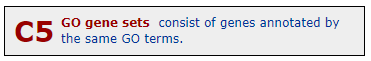 C5 GO gene sets consist of genes annotated by
the same GO terms.